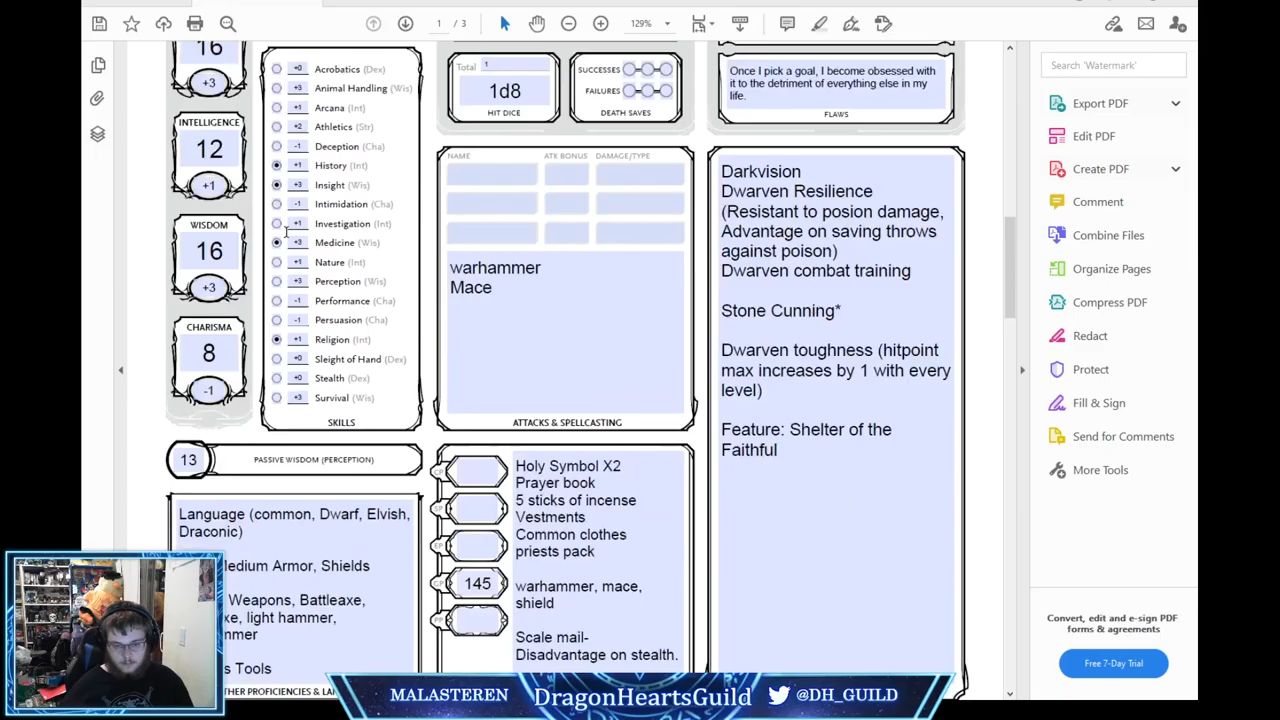 1 / 3
129%
Search 'Watermark'
Export PDF
Edit PDF
Create PDF
Comment
Combine Files
Organize Pages
Compress PDF
Redact
Protect
Fill & Sign
Send for Comments
More Tools
Convert, edit and e-sign PDF
forms & agreements
Free 7-Day Trial
16
+3
INTELLIGENCE
12
+1
WISDOM
16
+3
CHARISMA
8
-1
+0 Acrobatics (Dex)
+3 Animal Handling (Wis)
+1 Arcana (Int)
+2 Athletics (Str)
-1 Deception (Cha)
+1 History (Int)
+3 Insight (Wis)
-1 Intimidation (Cha)
+1 Investigation (Int)
+3 Medicine (Wis)
+1 Nature (Int)
+3 Perception (Wis)
-1 Performance (Cha)
-1 Persuasion (Cha)
+1 Religion (Int)
+0 Sleight of Hand (Dex)
+0 Stealth (Dex)
+3 Survival (Wis)
SKILLS
13
PASSIVE WISDOM (PERCEPTION)
Language (common, Dwarf, Elvish,
Draconic)
Medium Armor, Shields
Weapons, Battleaxe,
xe, light hammer,
mmer
s Tools
THER PROFICIENCIES & LA
Total 1
1d8
HIT DICE
SUCCESSES
FAILURES
DEATH SAVES
NAME ATK BONUS DAMAGE/TYPE
warhammer
Mace
ATTACKS & SPELLCASTING
CP
SP
EP
GP
145
PP
Holy Symbol X2
Prayer book
5 sticks of incense
Vestments
Common clothes
priests pack
warhammer, mace,
shield
Scale mail-
Disadvantage on stealth.
Once I pick a goal, I become obsessed with
it to the detriment of everything else in my
life.
FLAWS
Darkvision
Dwarven Resilience
(Resistant to posion damage,
Advantage on saving throws
against poison)
Dwarven combat training
Stone Cunning*
Dwarven toughness (hitpoint
max increases by 1 with every
level)
Feature: Shelter of the
Faithful
MALASTEREN DragonHeartsGuild @DH_GUILD